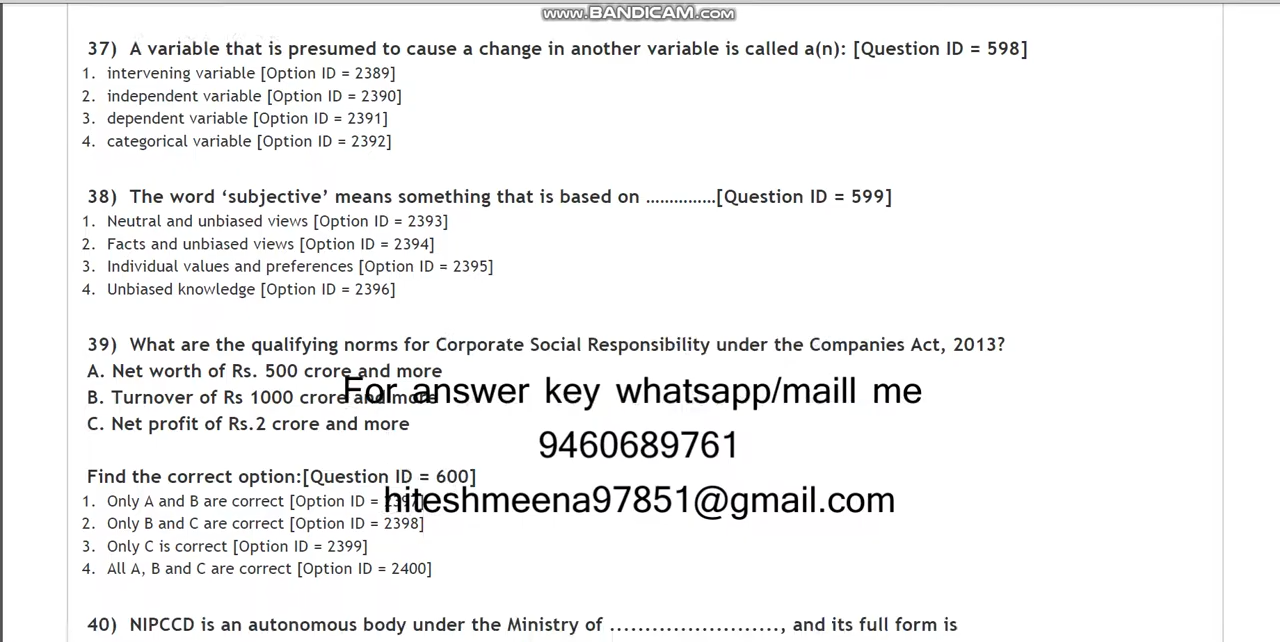 www.BANDICAM.com
37) A variable that is presumed to cause a change in another variable is called a(n): [Question ID = 598]
1. intervening variable [Option ID = 2389]
2. independent variable [Option ID = 2390]
3. dependent variable [Option ID = 2391]
4. categorical variable [Option ID = 2392]
38) The word ‘subjective’ means something that is based on ...............[Question ID = 599]
1. Neutral and unbiased views [Option ID = 2393]
2. Facts and unbiased views [Option ID = 2394]
3. Individual values and preferences [Option ID = 2395]
4. Unbiased knowledge [Option ID = 2396]
39) What are the qualifying norms for Corporate Social Responsibility under the Companies Act, 2013?
A. Net worth of Rs. 500 crore and more
B. Turnover of Rs 1000 crore and more
For answer key whatsapp/maill me
C. Net profit of Rs.2 crore and more
9460689761
Find the correct option:[Question ID = 600]
1. Only A and B are correct [Option ID = 2397]
hiteshmeena97851@gmail.com
2. Only B and C are correct [Option ID = 2398]
3. Only C is correct [Option ID = 2399]
4. All A, B and C are correct [Option ID = 2400]
40) NIPCCD is an autonomous body under the Ministry of ........................, and its full form is